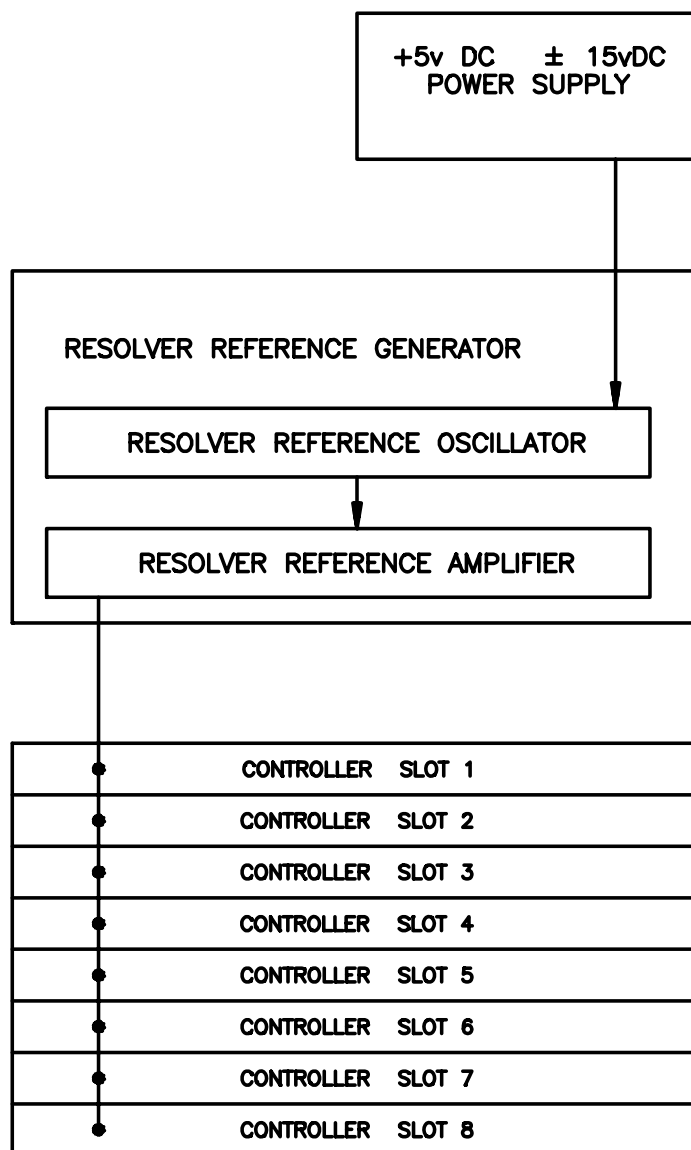 +5v DC ± 15vDC
POWER SUPPLY
RESOLVER REFERENCE GENERATOR
RESOLVER REFERENCE OSCILLATOR
RESOLVER REFERENCE AMPLIFIER
CONTROLLER SLOT 1
CONTROLLER SLOT 2
CONTROLLER SLOT 3
CONTROLLER SLOT 4
CONTROLLER SLOT 5
CONTROLLER SLOT 6
CONTROLLER SLOT 7
CONTROLLER SLOT 8